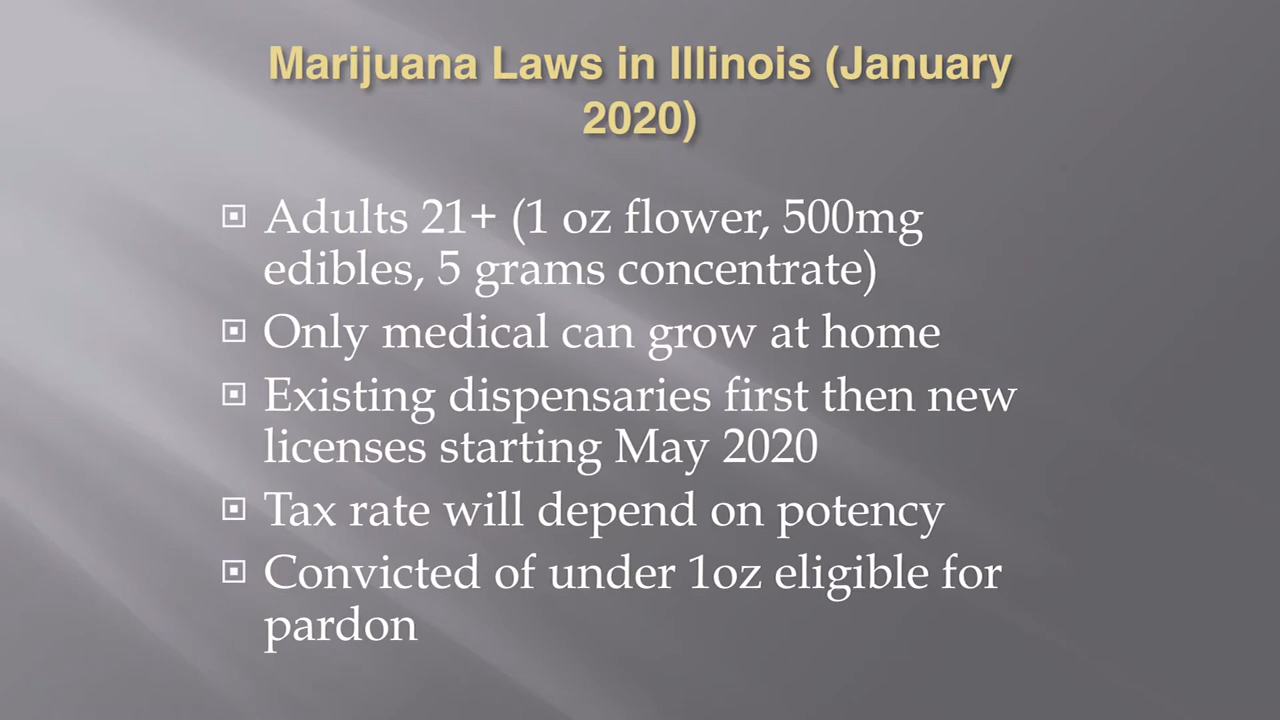 Marijuana Laws in Illinois (January
2020)
Adults 21+ (1 oz flower, 500mg
edibles, 5 grams concentrate)
Only medical can grow at home
Existing dispensaries first then new
licenses starting May 2020
Tax rate will depend on potency
Convicted of under 1oz eligible for
pardon